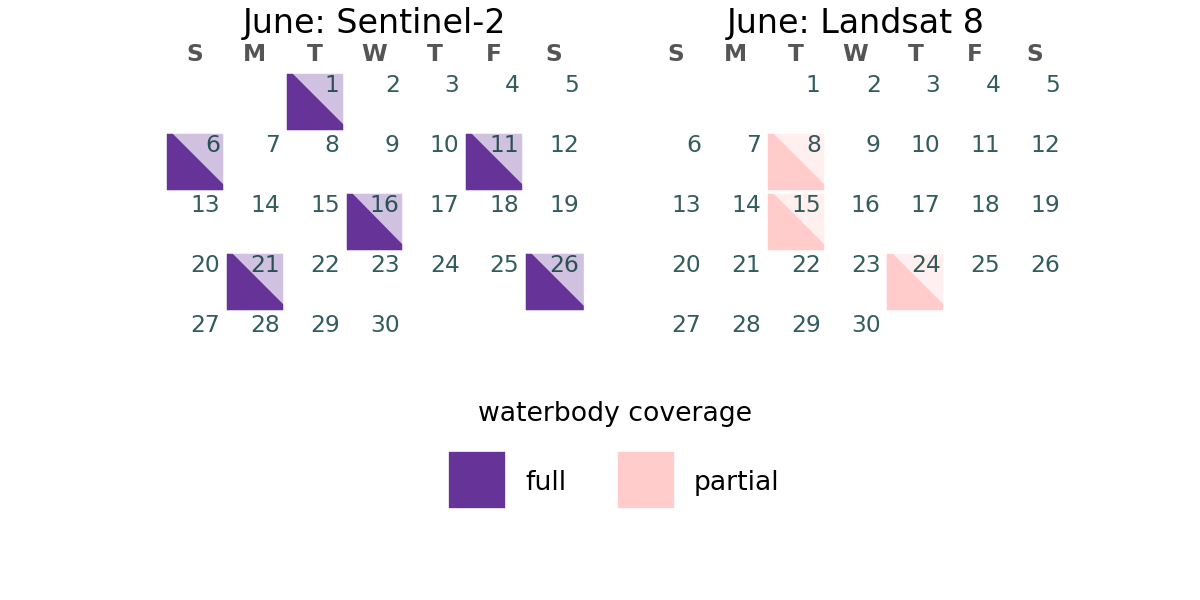 June: Sentinel-2
S M T W T F S
1 2 3 4 5
6 7 8 9 10 11 12
13 14 15 16 17 18 19
20 21 22 23 24 25 26
27 28 29 30
June: Landsat 8
S M T W T F S
1 2 3 4 5
6 7 8 9 10 11 12
13 14 15 16 17 18 19
20 21 22 23 24 25 26
27 28 29 30
waterbody coverage
full partial